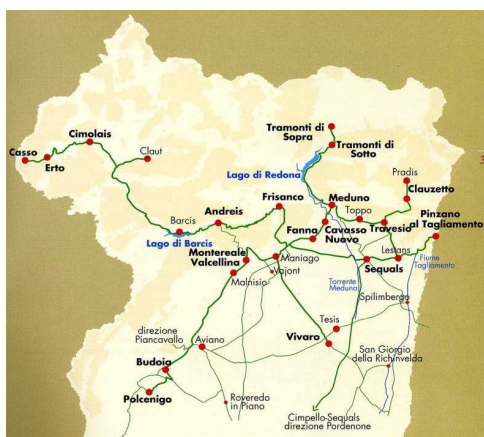 Tramonti di
Sopra
Cimolais
Tramonti di
Sotto
Casso
Erto
Claut
Lago di Redona
Pradis
Clauzetto
Meduno
Frisanco
Toppo
Pinzano
al Tagliamento
Andreis
Barcis
Fanna
Cavasso
Nuovo
Travesio
Lago di Barcis
Montereale
Valcellina
Maniago
Lestans
Vajont
Sequals
Fiume
Tagliamento
Malnisio
Torrente
Meduna
Spilimbergo
Tesis
direzione
Piancavallo
Aviano
Vivaro
San Giorgio
della Richinvelda
Budoia
Polcenigo
Roveredo
in Piano
Cimpello-Sequals
direzione Pordenone
3